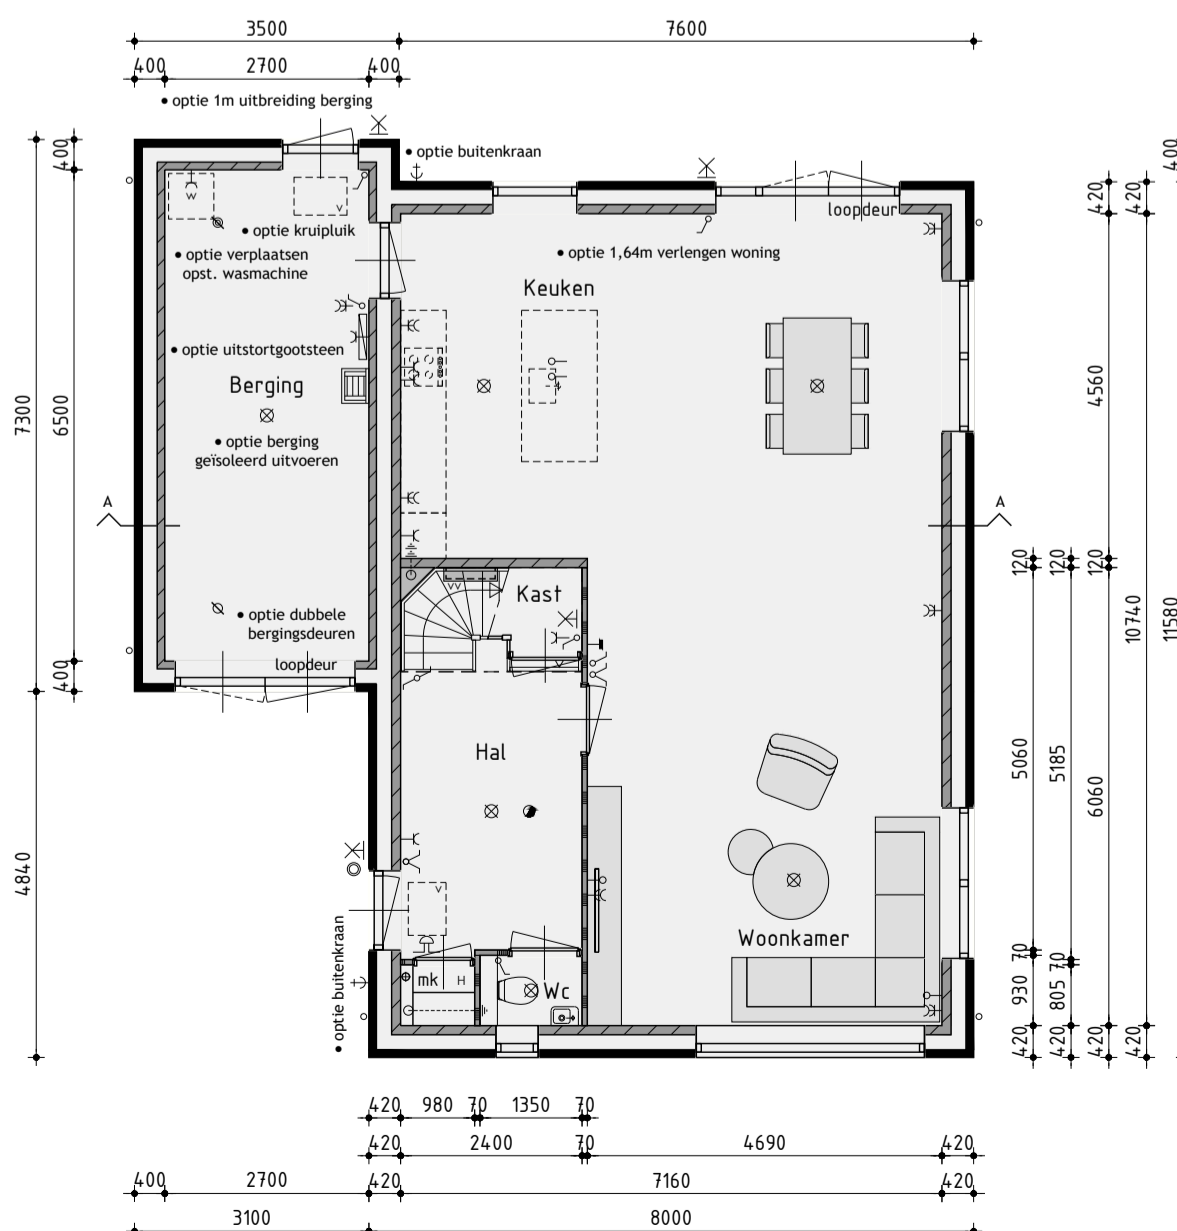 3500
7600
400
2700
400
• optie 1m uitbreiding berging
• optie buitenkraan
400
400
420
420
loopdeur
W
V
• optie kruipluik
• optie verplaatsen
opst. wasmachine
• optie 1,64m verlengen woning
Keuken
• optie uitstortgootsteen
Berging
7300
6500
4560
• optie berging
geïsoleerd uitvoeren
A
A
120
120
120
10740
11580
VV
Kast
• optie dubbele
bergingsdeuren
loopdeur
400
V
Hal
5060
5185
6060
4840
V
Woonkamer
• optie buitenkraan
mk
H
Wc
70
70
930
805
420
420
420
420
420
980
70
1350
70
420
2400
70
4690
420
400
2700
420
7160
420
3100
8000